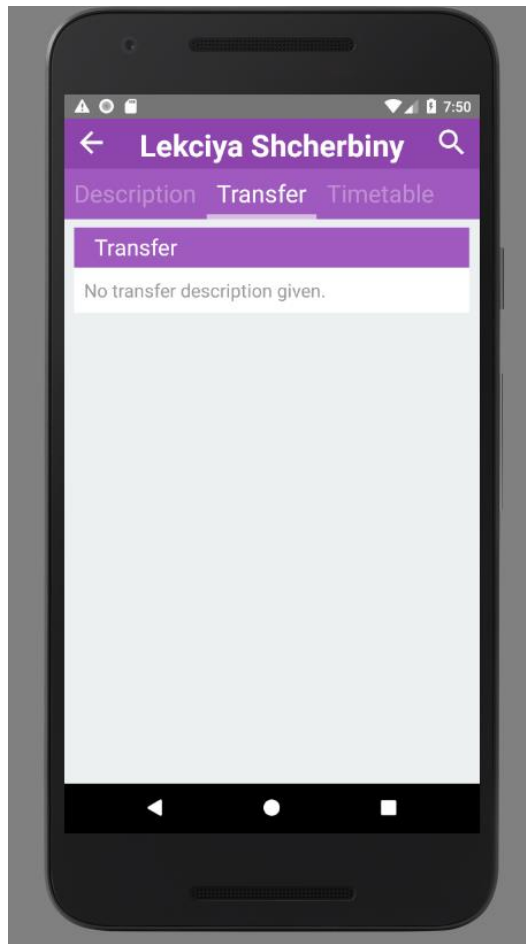 7:50
Lekciya Shcherbiny
Description Transfer Timetable
Transfer
No transfer description given.